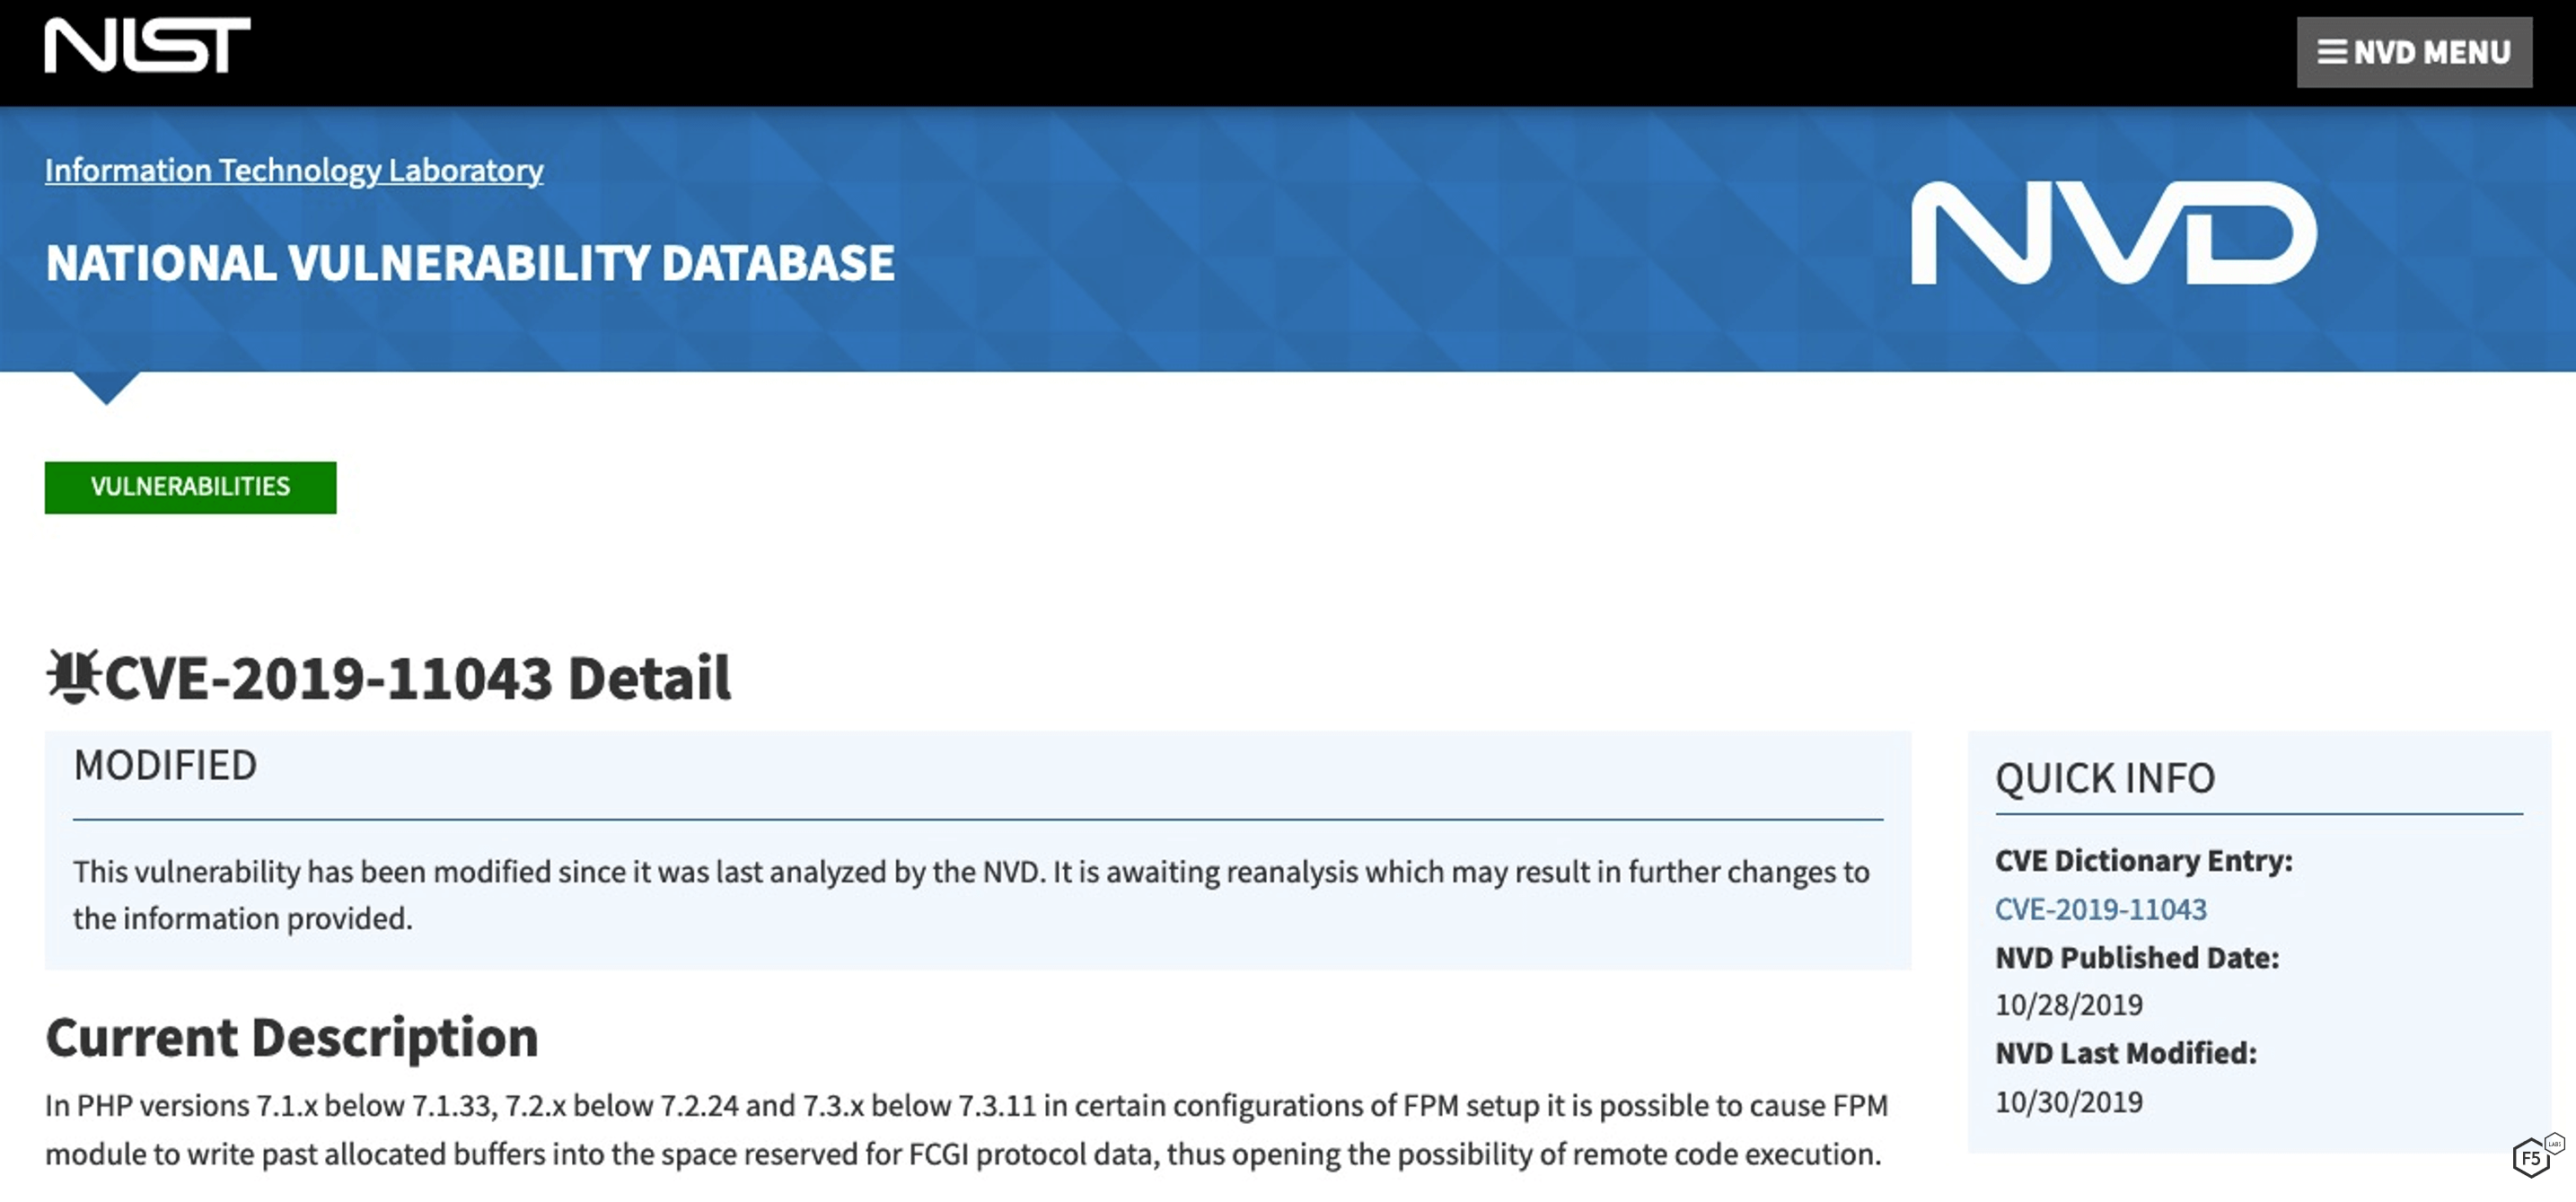 NIST
NVD MENU
Information Technology Laboratory
NATIONAL VULNERABILITY DATABASE
NVD
VULNERABILITIES
CVE-2019-11043 Detail
MODIFIED
This vulnerability has been modified since it was last analyzed by the NVD. It is awaiting reanalysis which may result in further changes to
the information provided.
Current Description
In PHP versions 7.1.x below 7.1.33, 7.2.x below 7.2.24 and 7.3.x below 7.3.11 in certain configurations of FPM setup it is possible to cause FPM
module to write past allocated buffers into the space reserved for FCGI protocol data, thus opening the possibility of remote code execution.
QUICK INFO
CVE Dictionary Entry:
CVE-2019-11043
NVD Published Date:
10/28/2019
NVD Last Modified:
10/30/2019
F5
LABS